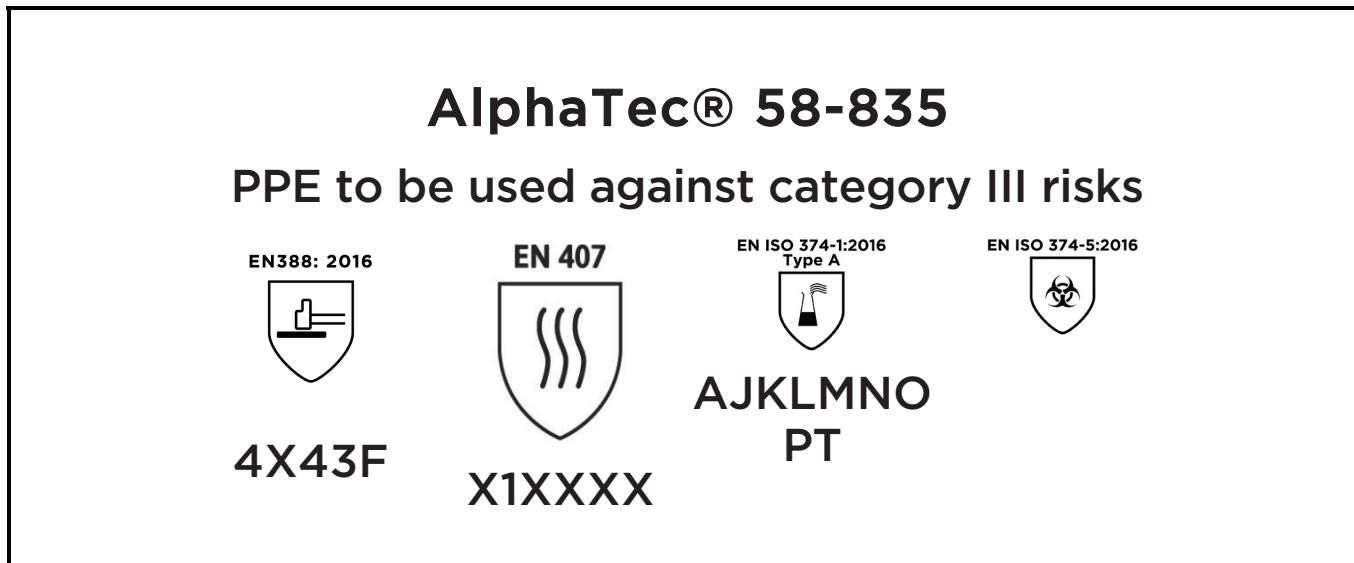 AlphaTec® 58-835
PPE to be used against category III risks
EN388: 2016
4X43F
EN 407
X1XXXX
EN ISO 374-1:2016
Type A
AJKLMNO
PT
EN ISO 374-5:2016